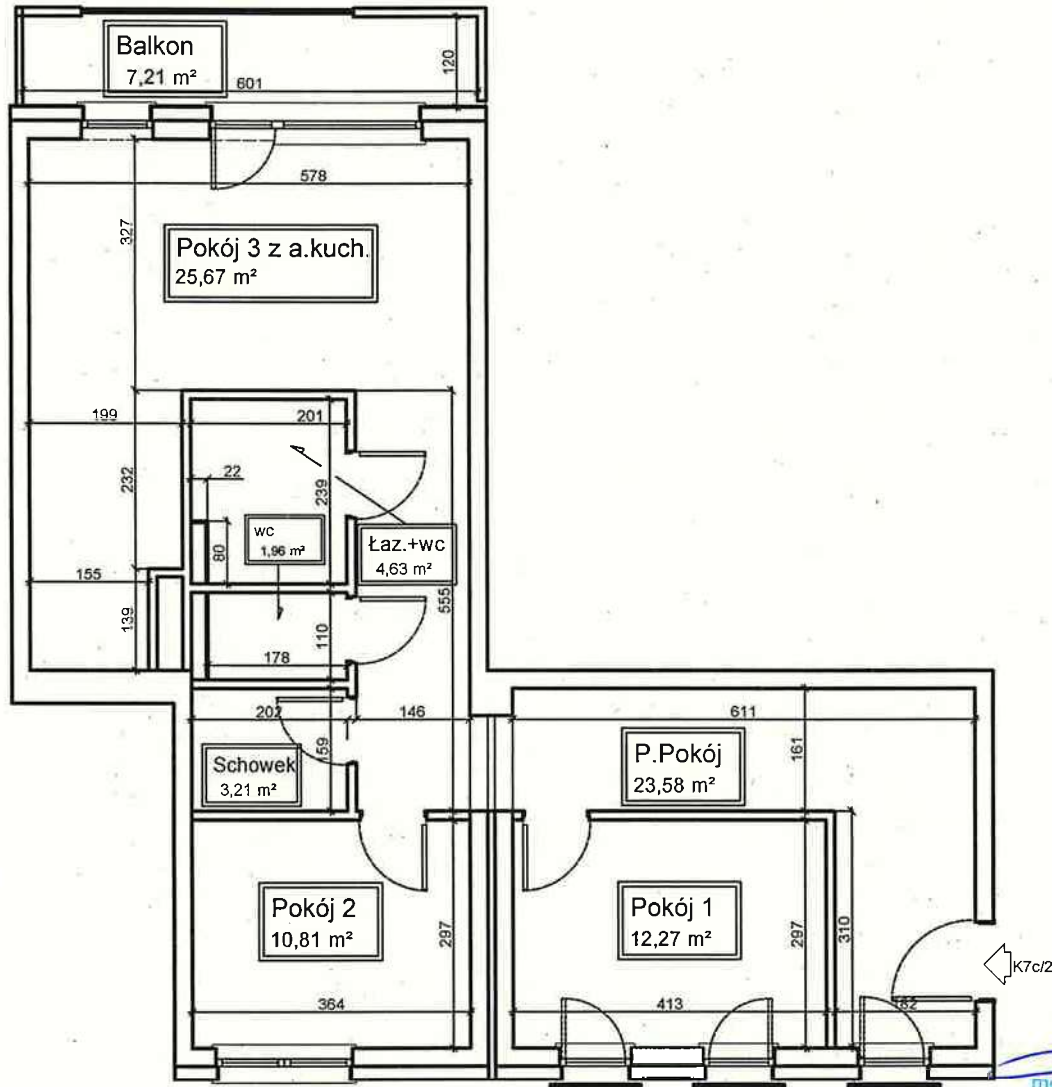 Balkon
7,21 m²
120
601
578
327
Pokój 3 z a.kuch.
25,67 m²
199
201
22
232
239
wc
1,96 m²
80
Łaz.+wc
4,63 m²
155
555
139
110
178
202
146
611
159
161
Schowek
3,21 m²
P.Pokój
23,58 m²
Pokój 2
10,81 m²
297
Pokój 1
12,27 m²
297
310
K7c/2
364
413
182